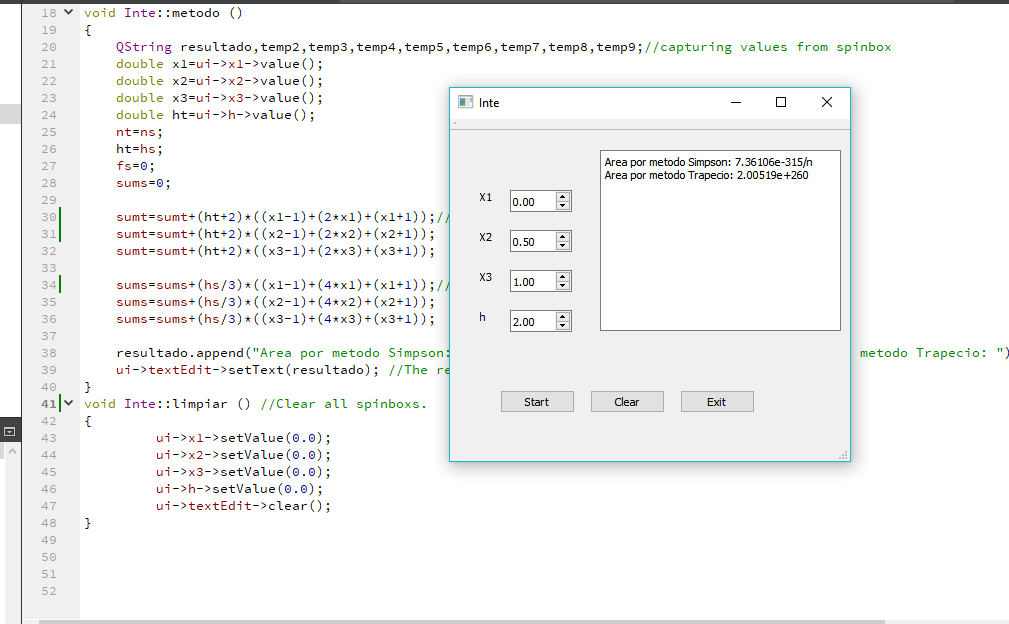 18 void Inte::metodo ()
19 {
20 QString resultado,temp2,temp3,temp4,temp5,temp6,temp7,temp8,temp9;//capturing values from spinbox
21 double x1=ui->x1->value();
22 double x2=ui->x2->value();
23 double x3=ui->x3->value();
24 double ht=ui->h->value();
25 nt=ns;
26 ht=hs;
27 fs=0;
28 sums=0;
29
30 sumt=sumt+(ht+2)*((x1-1)+(2*x1)+(x1+1));//
31 sumt=sumt+(ht+2)*((x2-1)+(2*x2)+(x2+1));
32 sumt=sumt+(ht+2)*((x3-1)+(2*x3)+(x3+1));
33
34 sums=sums+(hs/3)*((x1-1)+(4*x1)+(x1+1));//
35 sums=sums+(hs/3)*((x2-1)+(4*x2)+(x2+1));
36 sums=sums+(hs/3)*((x3-1)+(4*x3)+(x3+1));
37
38 resultado.append("Area por metodo Simpson: metodo Trapecio: ")
39 ui->textEdit->setText(resultado); //The re
40 }
41 void Inte::limpiar () //Clear all spinboxs.
42 {
43 ui->x1->setValue(0.0);
44 ui->x2->setValue(0.0);
45 ui->x3->setValue(0.0);
46 ui->h->setValue(0.0);
47 ui->textEdit->clear();
48 }
49
50
51
52
Inte
Area por metodo Simpson: 7.36106e-315/n
Area por metodo Trapecio: 2.00519e+260
X1 0.00
X2 0.50
X3 1.00
h 2.00
Start Clear Exit